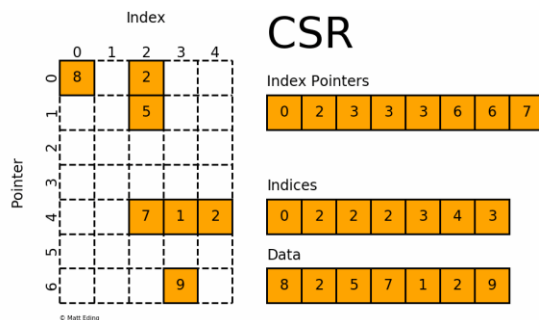 Index
CSR
0 1 2 3 4
Index Pointers
0 8 2
0 2 3 3 3 6 6 7
1 5
2
3
Pointer
Indices
4 7 1 2
0 2 2 2 3 4 3
5
Data
6 9
8 2 5 7 1 2 9
© Matt Eding